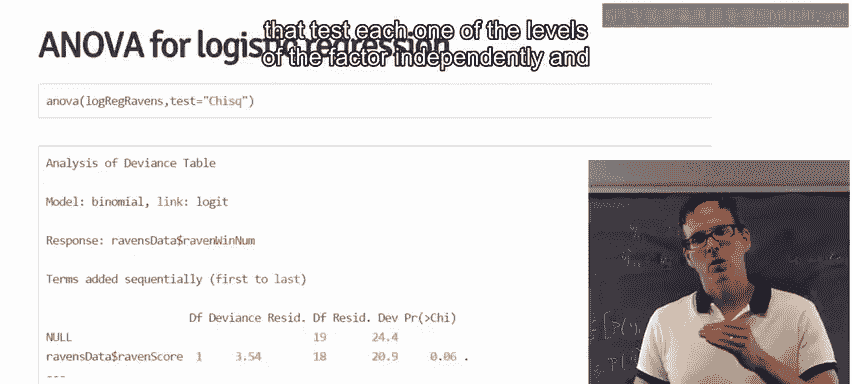 that test each one of the levels
of the factor independently and
ANOVA for logistic regression
anova(logRegRavens,test="Chisq")
Analysis of Deviance Table
Model: binomial, link: logit
Response: ravensData$ravenWinNum
Terms added sequentially (first to last)
Df Deviance Resid. Df Resid. Dev Pr(>Chi)
NULL 19 24.4
ravensData$ravenScore 1 3.54 18 20.9 0.06 .
---